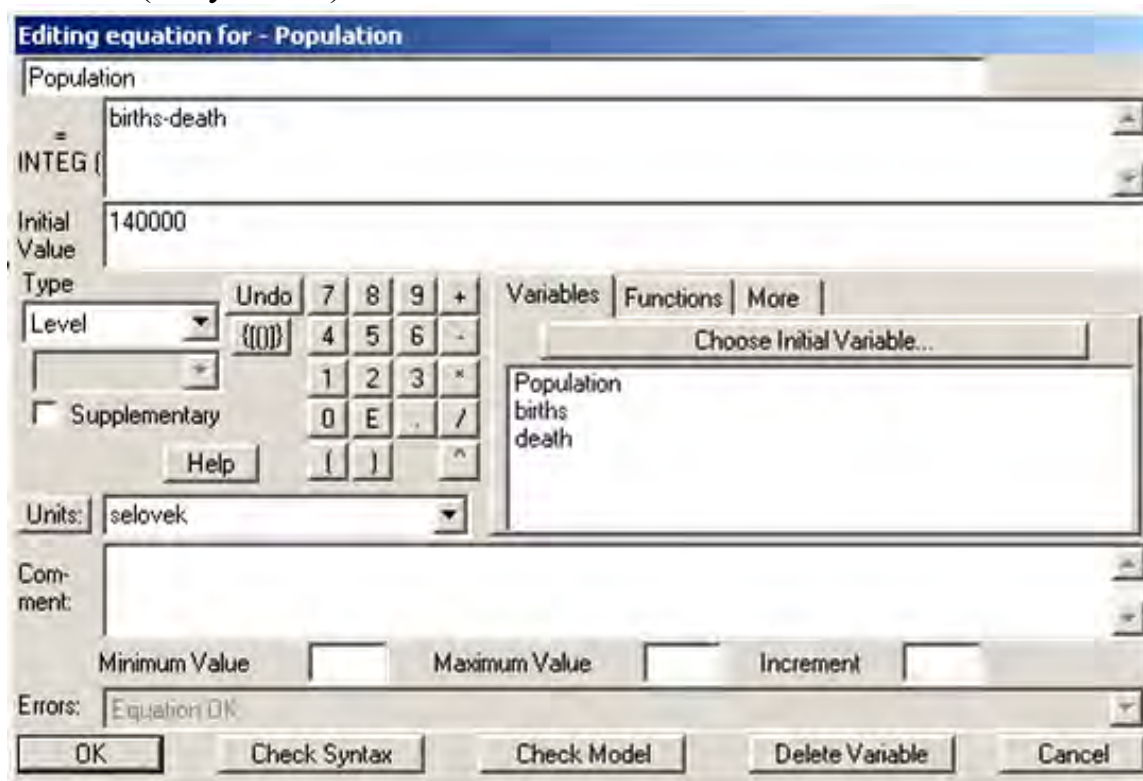 Editing equation for - Population
Population
= INTEG (
births-death
Initial Value
140000
Type
Undo 7 8 9 +
Level
{[()]} 4 5 6 -
1 2 3 *
Supplementary
0 E . /
Help ( ) ^
Variables Functions More
Choose Initial Variable...
Population
births
death
Units: selovek
Com-
ment:
Minimum Value Maximum Value Increment
Errors: Equation OK
OK Check Syntax Check Model Delete Variable Cancel